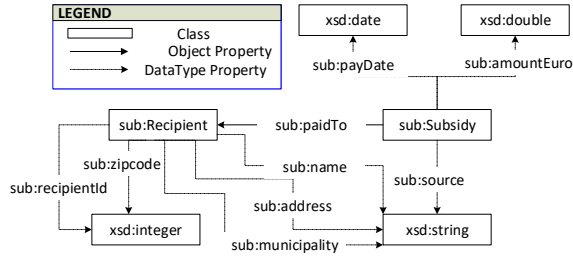 LEGEND
Class
Object Property
DataType Property
xsd:date
xsd:double
sub:payDate
sub:amountEuro
sub:Recipient
sub:paidTo
sub:Subsidy
sub:zipcode
sub:name
sub:recipientId
sub:source
sub:address
xsd:integer
xsd:string
sub:municipality